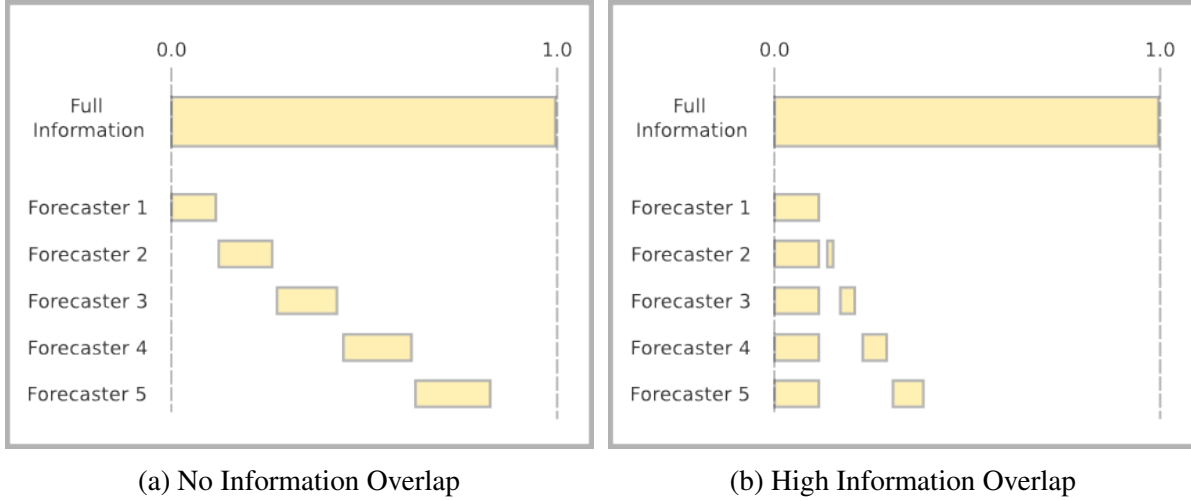 0.0 1.0
Full
Information
Forecaster 1
Forecaster 2
Forecaster 3
Forecaster 4
Forecaster 5
(a) No Information Overlap
0.0 1.0
Full
Information
Forecaster 1
Forecaster 2
Forecaster 3
Forecaster 4
Forecaster 5
(b) High Information Overlap